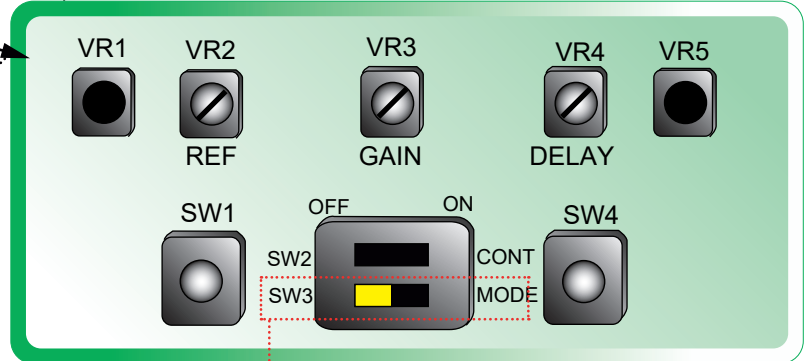 VR1 VR2 VR3 VR4 VR5
REF GAIN DELAY
SW1 OFF ON SW4
SW2 CONT
SW3 MODE